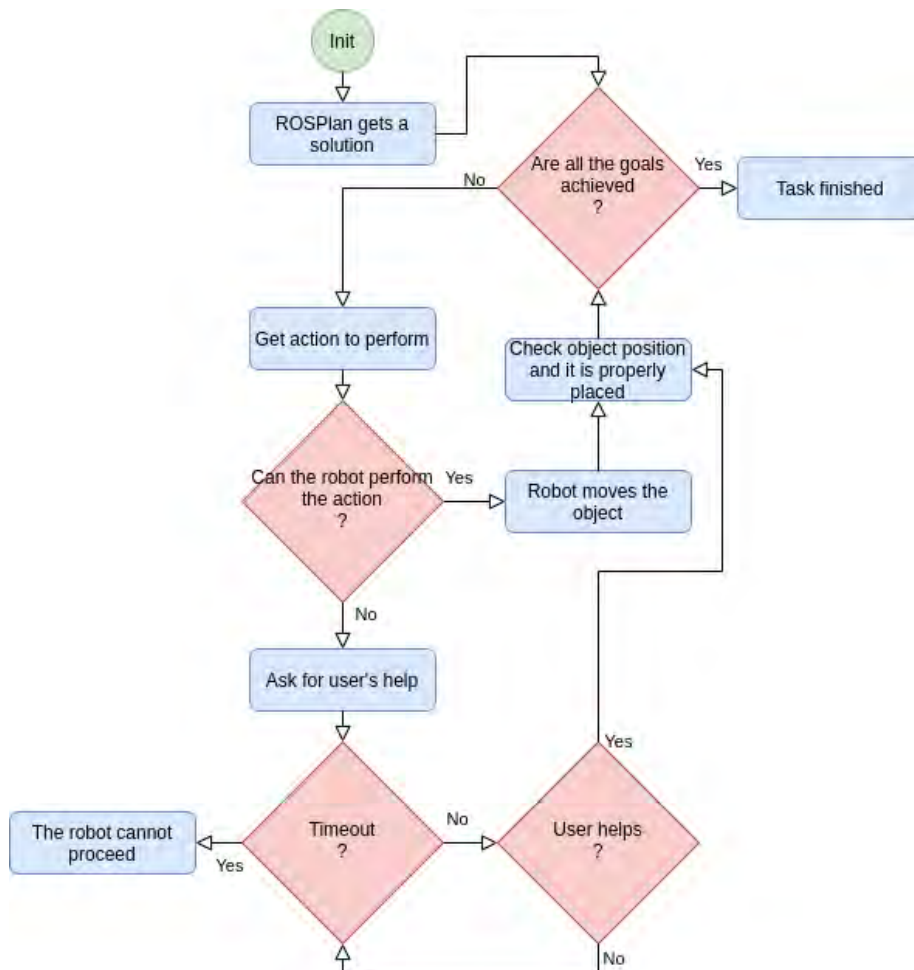 Init
ROSPlan gets a
solution
Are all the goals
achieved
?
Yes
Task finished
No
Get action to perform
Check object position
and it is properly
placed
Can the robot perform
the action
?
Yes
Robot moves the
object
No
Ask for user's help
Yes
Timeout
?
No
User helps
?
The robot cannot
proceed
Yes
No